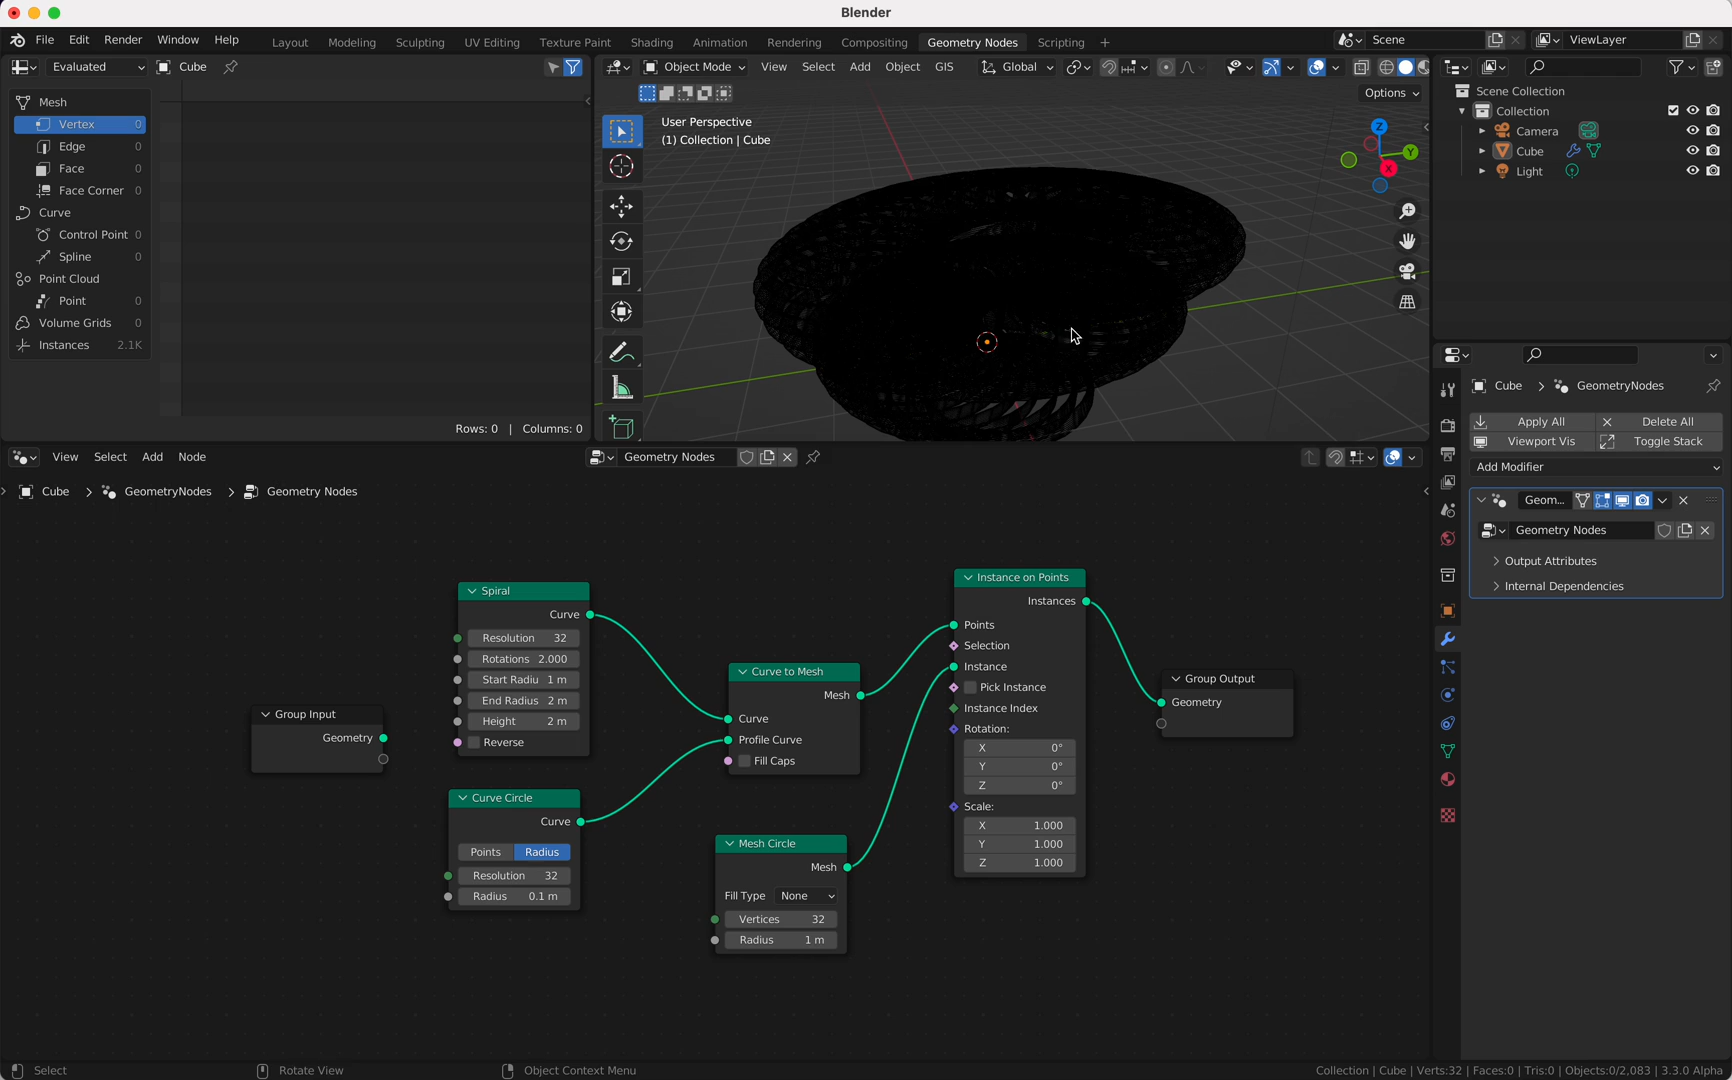 Blender
File Edit Render Window Help Layout Modeling Sculpting UV Editing Texture Paint Shading Animation Rendering Compositing Geometry Nodes Scripting + Scene ViewLayer
Evaluated Cube
Object Mode View Select Add Object GIS Global
Options
Mesh
Vertex 0
Edge 0
Face 0
Face Corner 0
Curve
Control Point 0
Spline 0
Point Cloud
Point 0
Volume Grids 0
Instances 2.1K
Rows: 0 | Columns: 0
User Perspective
(1) Collection | Cube
Z
Y
X
Scene Collection
Collection
Camera
Cube
Light
Cube > GeometryNodes
Apply All Delete All
Viewport Vis Toggle Stack
Add Modifier
Geom...
Geometry Nodes
Output Attributes
Internal Dependencies
View Select Add Node Geometry Nodes
Cube > GeometryNodes > Geometry Nodes
Group Input
Geometry
Spiral
Curve
Resolution 32
Rotations 2.000
Start Radiu 1 m
End Radius 2 m
Height 2 m
Reverse
Curve Circle
Curve
Points Radius
Resolution 32
Radius 0.1 m
Curve to Mesh
Mesh
Curve
Profile Curve
Fill Caps
Mesh Circle
Mesh
Fill Type None
Vertices 32
Radius 1 m
Instance on Points
Instances
Points
Selection
Instance
Pick Instance
Instance Index
Rotation:
X 0°
Y 0°
Z 0°
Scale:
X 1.000
Y 1.000
Z 1.000
Group Output
Geometry
Select Rotate View Object Context Menu Collection | Cube | Verts:32 | Faces:0 | Tris:0 | Objects:0/2,083 | 3.3.0 Alpha